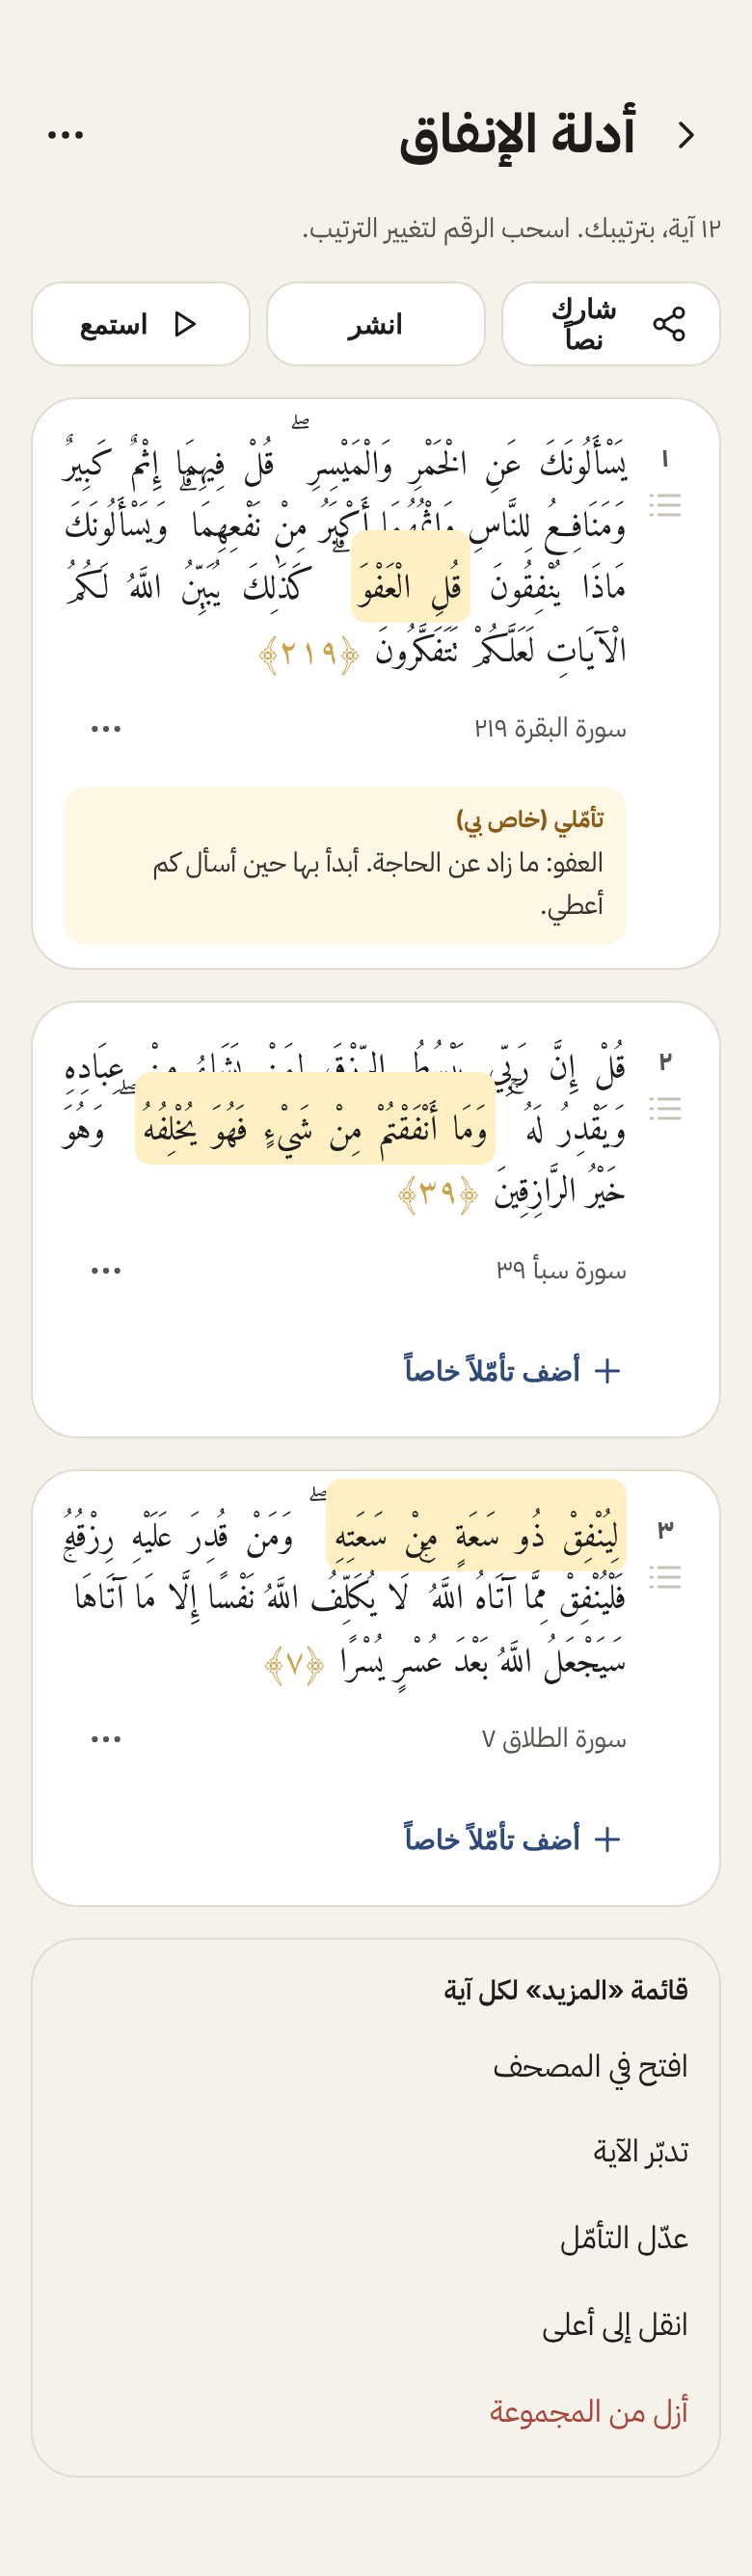 أدلة الإنفاق
١٢ آية، بترتيبك. اسحب الرقم لتغيير الترتيب.
شارك نصاً
انشر
استمع
١
يَسْأَلُونَكَ عَنِ الْخَمْرِ وَالْمَيْسِرِ ۖ قُلْ فِيهِمَا إِثْمٌ كَبِيرٌ
وَمَنَافِعُ لِلنَّاسِ وَإِثْمُهُمَا أَكْبَرُ مِنْ نَفْعِهِمَا ۗ وَيَسْأَلُونَكَ
مَاذَا يُنْفِقُونَ قُلِ الْعَفْوَ ۗ كَذَٰلِكَ يُبَيِّنُ اللَّهُ لَكُمُ
الْآيَاتِ لَعَلَّكُمْ تَتَفَكَّرُونَ ﴿٢١٩﴾
سورة البقرة ٢١٩
تأمّلي (خاص بي)
العفو: ما زاد عن الحاجة. أبدأ بها حين أسأل كم
أعطي.
٢
قُلْ إِنَّ رَبِّي يَبْسُطُ الرِّزْقَ لِمَنْ يَشَاءُ مِنْ عِبَادِهِ
وَيَقْدِرُ لَهُ ۚ وَمَا أَنْفَقْتُمْ مِنْ شَيْءٍ فَهُوَ يُخْلِفُهُ ۖ وَهُوَ
خَيْرُ الرَّازِقِينَ ﴿٣٩﴾
سورة سبأ ٣٩
أضف تأمّلاً خاصاً
٣
لِيُنْفِقْ ذُو سَعَةٍ مِنْ سَعَتِهِ ۖ وَمَنْ قُدِرَ عَلَيْهِ رِزْقُهُ
فَلْيُنْفِقْ مِمَّا آتَاهُ اللَّهُ ۚ لَا يُكَلِّفُ اللَّهُ نَفْسًا إِلَّا مَا آتَاهَا ۚ
سَيَجْعَلُ اللَّهُ بَعْدَ عُسْرٍ يُسْرًا ﴿٧﴾
سورة الطلاق ٧
أضف تأمّلاً خاصاً
قائمة «المزيد» لكل آية
افتح في المصحف
تدبّر الآية
عدّل التأمّل
انقل إلى أعلى
أزل من المجموعة